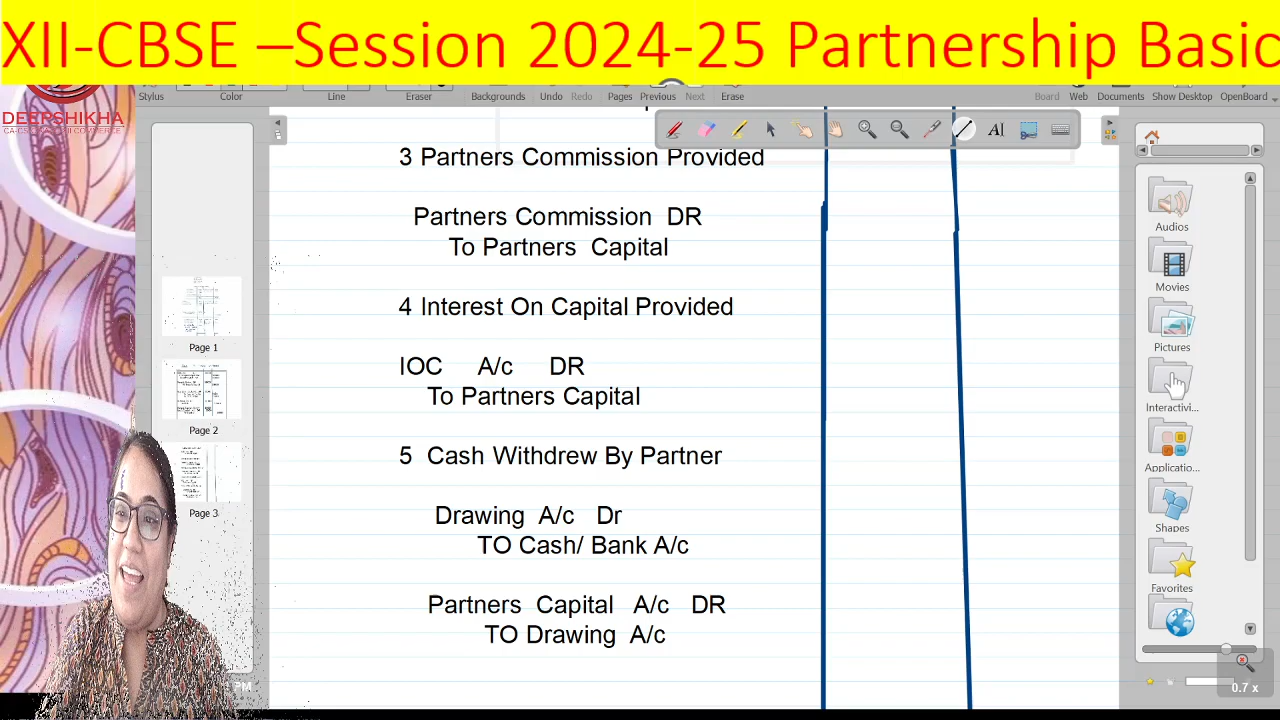 XII-CBSE –Session 2024-25 Partnership Basic
DEEPSHIKHA
Stylus Color Line Eraser Backgrounds Undo Redo Pages Previous Next Erase Board Web Documents Show Desktop OpenBoard
3 Partners Commission Provided
Partners Commission DR
To Partners Capital
4 Interest On Capital Provided
IOC A/c DR
To Partners Capital
5 Cash Withdrew By Partner
Drawing A/c Dr
TO Cash/ Bank A/c
Partners Capital A/c DR
TO Drawing A/c
Page 1
Page 2
Page 3
PM
Audios
Movies
Pictures
Interactivi...
Applicatio...
Shapes
Favorites
0.7 x